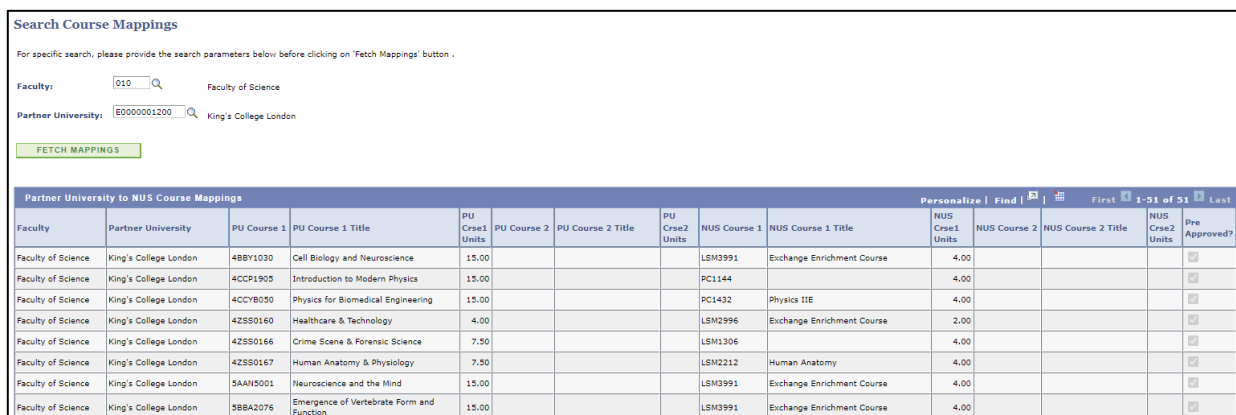 Search Course Mappings
For specific search, please provide the search parameters below before clicking on 'Fetch Mappings' button .
Faculty: 010 Faculty of Science
Partner University: E0000001200 King's College London
FETCH MAPPINGS
Partner University to NUS Course Mappings Personalize | Find | | First 1-51 of 51 Last
Faculty Partner University PU Course 1 PU Course 1 Title PU Crse1 Units PU Course 2 PU Course 2 Title PU Crse2 Units NUS Course 1 NUS Course 1 Title NUS Crse1 Units NUS Course 2 NUS Course 2 Title NUS Crse2 Units Pre Approved?
Faculty of Science King's College London 4BBY1030 Cell Biology and Neuroscience 15.00 LSM3991 Exchange Enrichment Course 4.00
Faculty of Science King's College London 4CCP1905 Introduction to Modern Physics 15.00 PC1144 4.00
Faculty of Science King's College London 4CCYB050 Physics for Biomedical Engineering 15.00 PC1432 Physics IIE 4.00
Faculty of Science King's College London 4ZSS0160 Healthcare & Technology 4.00 LSM2996 Exchange Enrichment Course 2.00
Faculty of Science King's College London 4ZSS0166 Crime Scene & Forensic Science 7.50 LSM1306 4.00
Faculty of Science King's College London 4ZSS0167 Human Anatomy & Physiology 7.50 LSM2212 Human Anatomy 4.00
Faculty of Science King's College London 5AAN5001 Neuroscience and the Mind 15.00 LSM3991 Exchange Enrichment Course 4.00
Faculty of Science King's College London 5BBA2076 Emergence of Vertebrate Form and Function 15.00 LSM3991 Exchange Enrichment Course 4.00